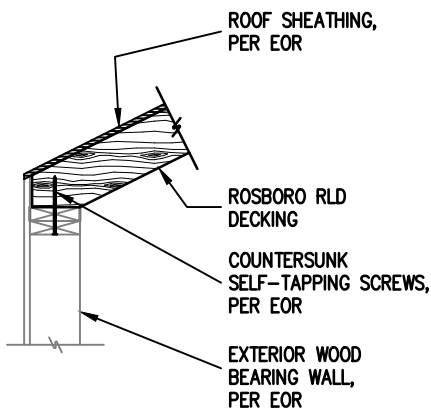 ROOF SHEATHING,
PER EOR
ROSBORO RLD
DECKING
COUNTERSUNK
SELF-TAPPING SCREWS,
PER EOR
EXTERIOR WOOD
BEARING WALL,
PER EOR